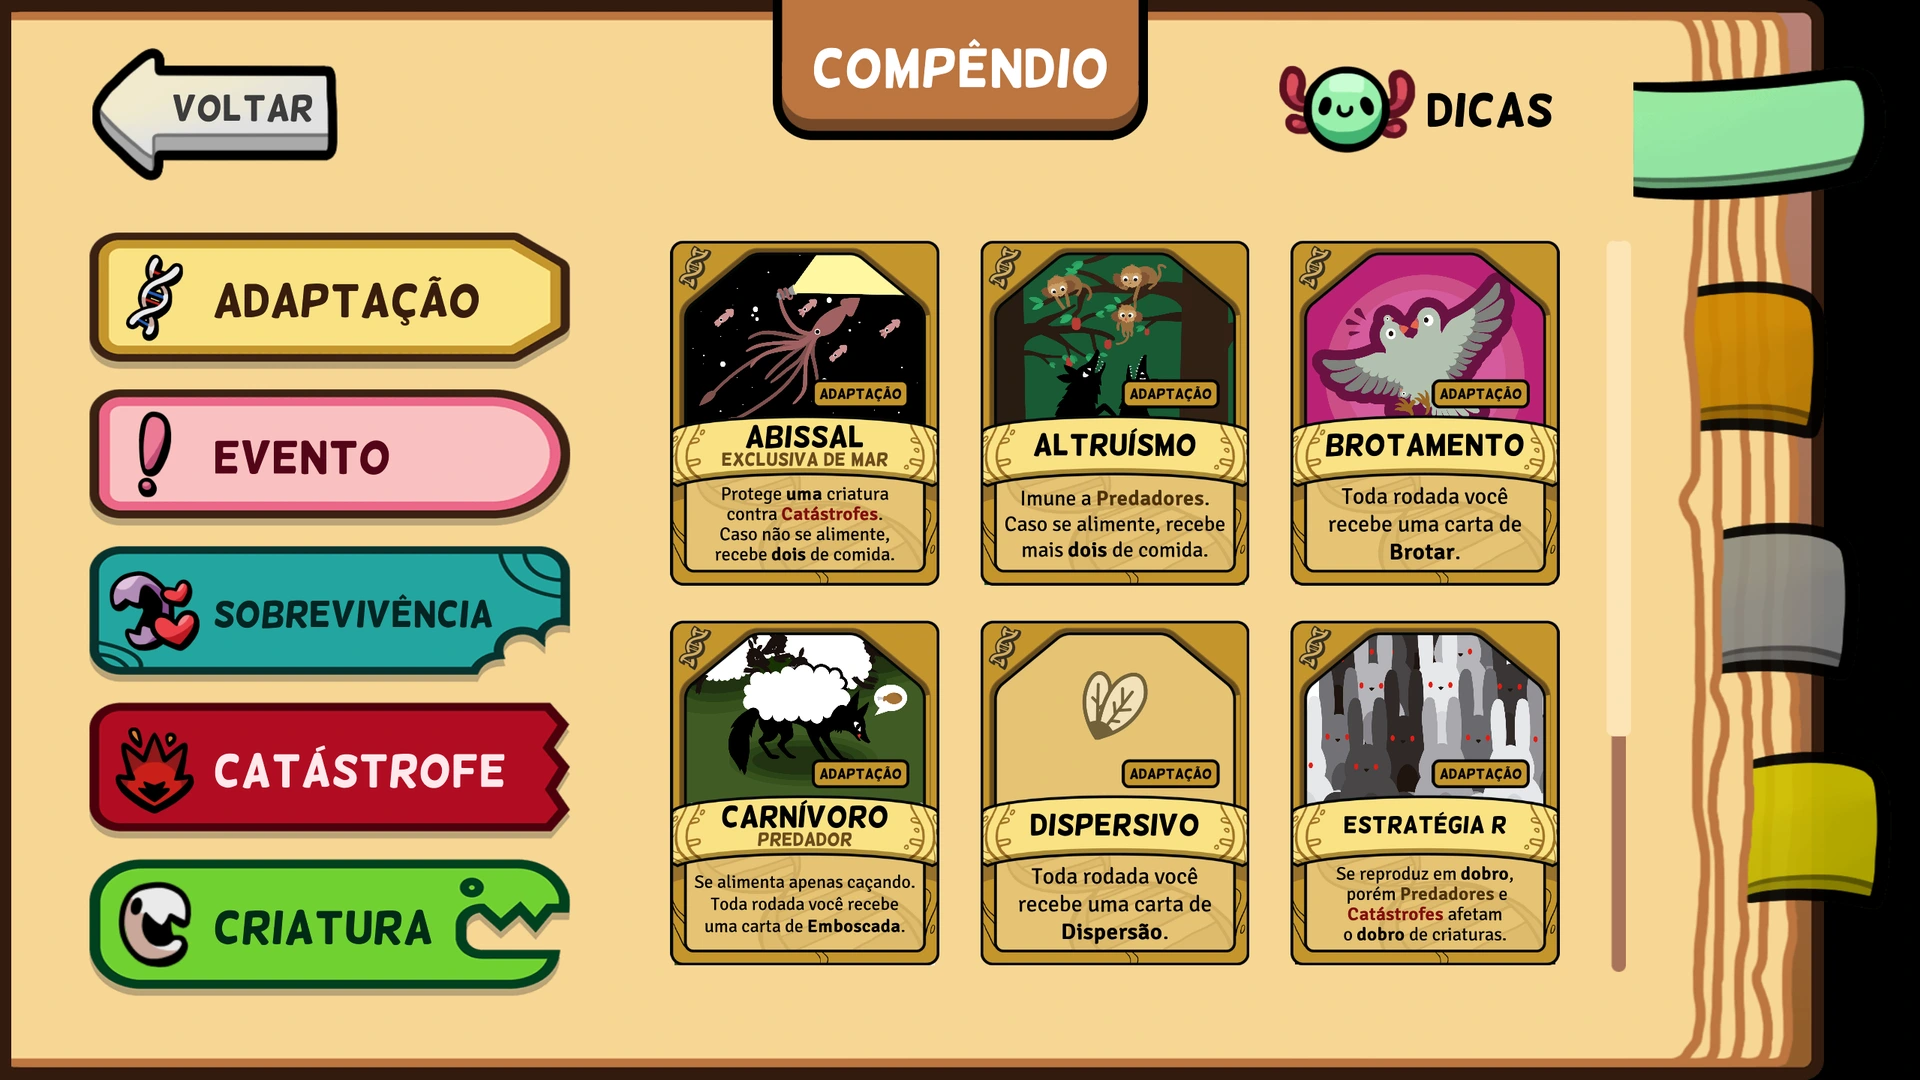 COMPÊNDIO
VOLTAR
DICAS
ADAPTAÇÃO
EVENTO
SOBREVIVÊNCIA
CATÁSTROFE
CRIATURA
ADAPTAÇÃO
ABISSAL
EXCLUSIVA DE MAR
Protege uma criatura
contra Catástrofes.
Caso não se alimente,
recebe dois de comida.
ADAPTAÇÃO
ALTRUÍSMO
Imune a Predadores.
Caso se alimente, recebe
mais dois de comida.
ADAPTAÇÃO
BROTAMENTO
Toda rodada você
recebe uma carta de
Brotar.
ADAPTAÇÃO
CARNÍVORO
PREDADOR
Se alimenta apenas caçando.
Toda rodada você recebe
uma carta de Emboscada.
ADAPTAÇÃO
DISPERSIVO
Toda rodada você
recebe uma carta de
Dispersão.
ADAPTAÇÃO
ESTRATÉGIA R
Se reproduz em dobro,
porém Predadores e
Catástrofes afetam
o dobro de criaturas.